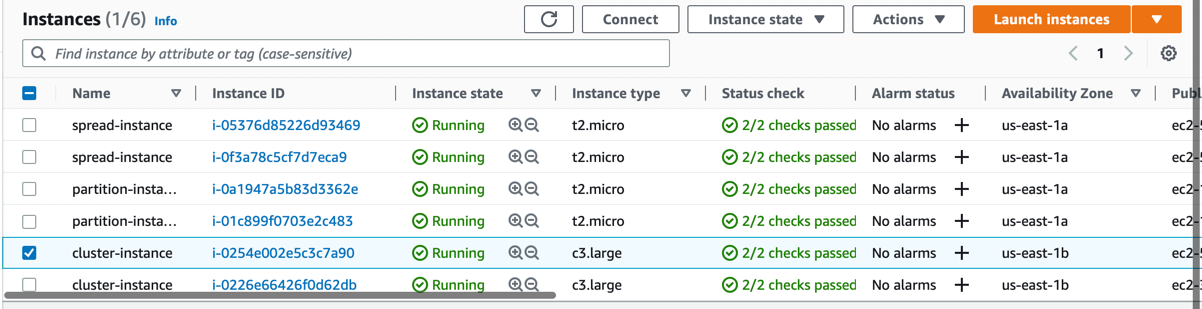 Instances (1/6) Info Connect Instance state Actions Launch instances
Find instance by attribute or tag (case-sensitive) 1
Name Instance ID Instance state Instance type Status check Alarm status Availability Zone Publ
spread-instance i-05376d85226d93469 Running t2.micro 2/2 checks passed No alarms us-east-1a ec2-
spread-instance i-0f3a78c5cf7d7eca9 Running t2.micro 2/2 checks passed No alarms us-east-1a ec2-
partition-insta... i-0a1947a5b83d3362e Running t2.micro 2/2 checks passed No alarms us-east-1a ec2-
partition-insta... i-01c899f0703e2c483 Running t2.micro 2/2 checks passed No alarms us-east-1a ec2-
cluster-instance i-0254e002e5c3c7a90 Running c3.large 2/2 checks passed No alarms us-east-1b ec2-
cluster-instance i-0226e66426f0d62db Running c3.large 2/2 checks passed No alarms us-east-1b ec2-